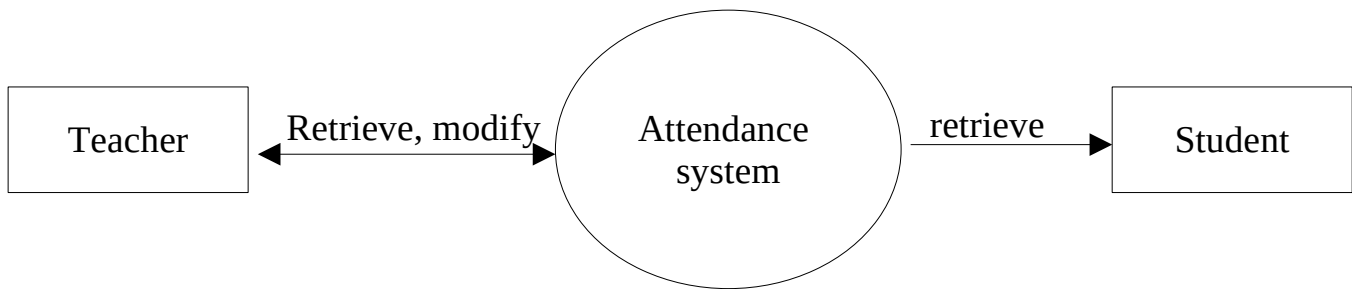 Teacher
Retrieve, modify
Attendance
system
retrieve
Student